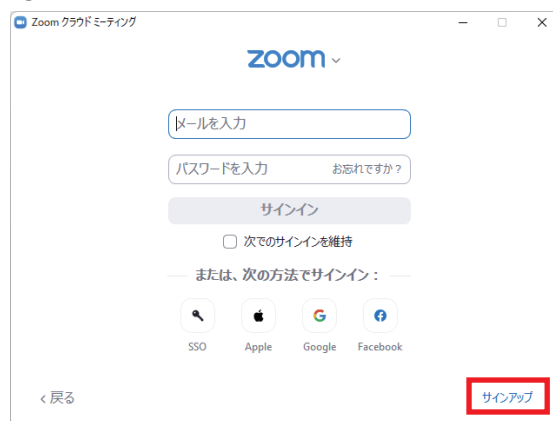 Zoom クラウド ミーティング
zoom
メールを入力
パスワードを入力 お忘れですか？
サインイン
次でのサインインを維持
または、次の方法でサインイン：
SSO Apple Google Facebook
戻る サインアップ